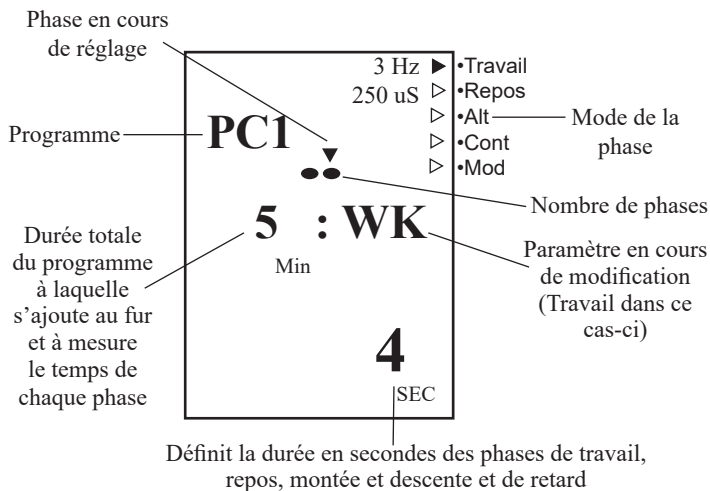 Phase en cours
de réglage
3 Hz
•Travail
250 uS
•Repos
•Alt
Mode de la
phase
Programme
PC1
•Cont
•Mod
Nombre de phases
5 : WK
Min
Durée totale
du programme
à laquelle
s’ajoute au fur
et à mesure
le temps de
chaque phase
Paramètre en cours
de modification
(Travail dans ce
cas-ci)
4
SEC
Définit la durée en secondes des phases de travail,
repos, montée et descente et de retard